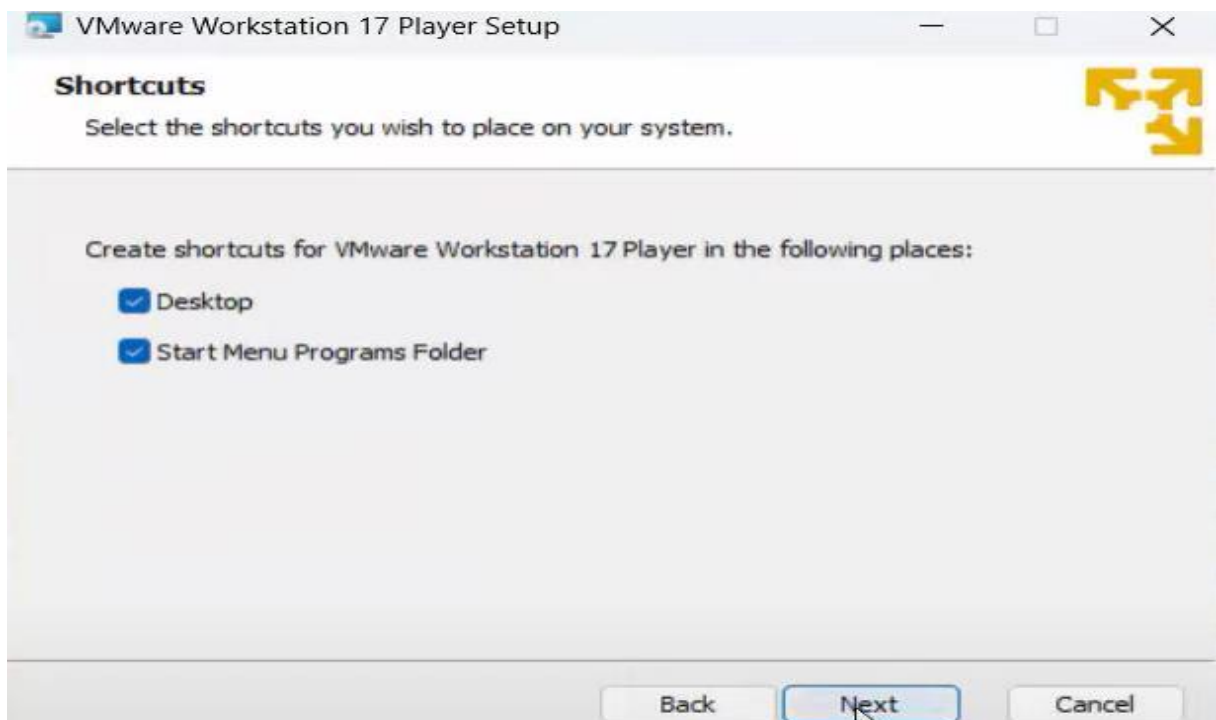 VMware Workstation 17 Player Setup
Shortcuts
Select the shortcuts you wish to place on your system.
Create shortcuts for VMware Workstation 17 Player in the following places:
Desktop
Start Menu Programs Folder
Back Next Cancel